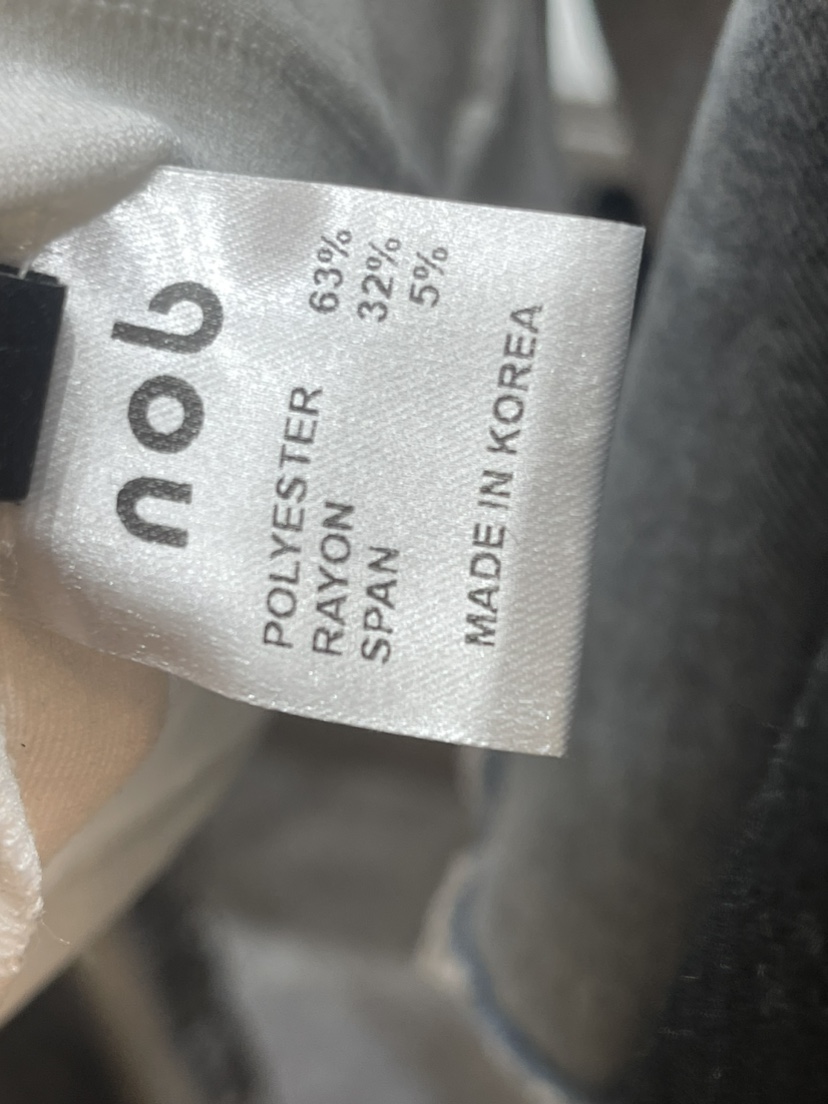 nob
POLYESTER 63%
RAYON 32%
SPAN 5%
MADE IN KOREA